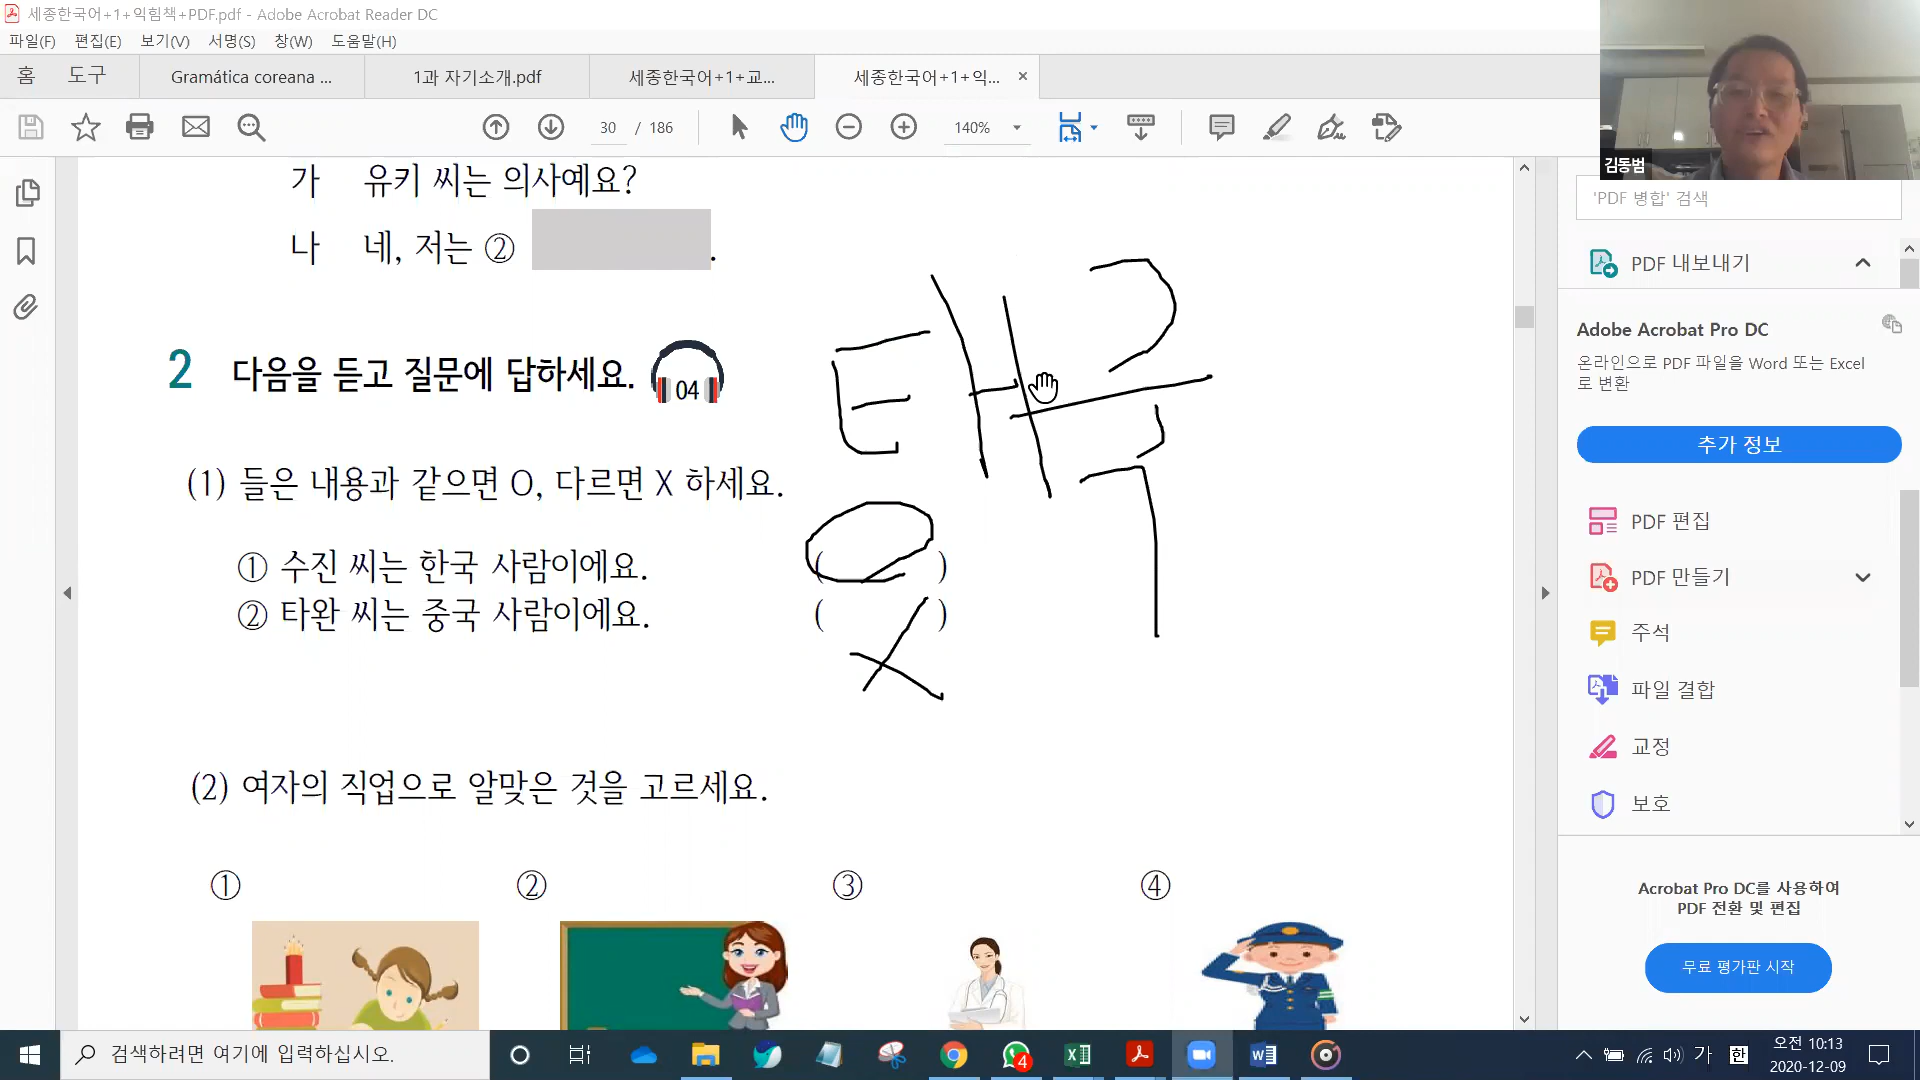 세종한국어+1+익힘책+PDF.pdf - Adobe Acrobat Reader DC
파일(F) 편집(E) 보기(V) 서명(S) 창(W) 도움말(H)
홈 도구 Gramática coreana ... 1과 자기소개.pdf 세종한국어+1+교... 세종한국어+1+익... ×
30 / 186 140%
김동범
가 유키 씨는 의사예요?
나 네, 저는 ② .
2 다음을 듣고 질문에 답하세요. 04
태국
(1) 들은 내용과 같으면 O, 다르면 X 하세요.
① 수진 씨는 한국 사람이에요. ( O )
② 타완 씨는 중국 사람이에요. ( X )
(2) 여자의 직업으로 알맞은 것을 고르세요.
① ② ③ ④
'PDF 병합' 검색
PDF 내보내기
Adobe Acrobat Pro DC
온라인으로 PDF 파일을 Word 또는 Excel
로 변환
추가 정보
PDF 편집
PDF 만들기
주석
파일 결합
교정
보호
Acrobat Pro DC를 사용하여
PDF 전환 및 편집
무료 평가판 시작
검색하려면 여기에 입력하십시오.
4
가 한
오전 10:13
2020-12-09